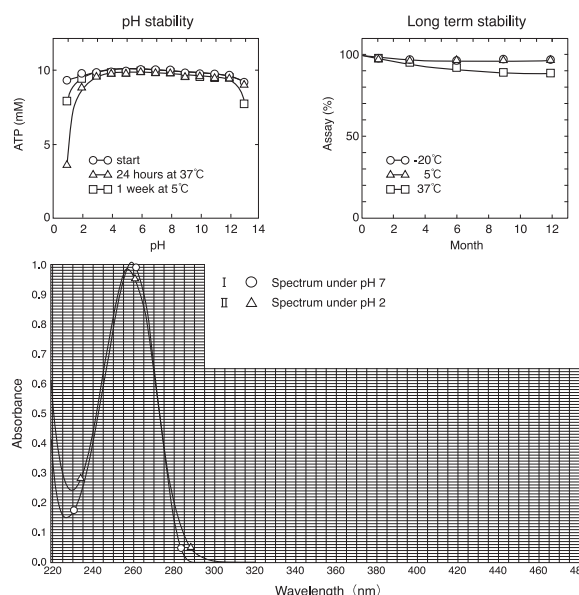 pH stability
Long term stability
10
5
0
ATP (mM)
start
24 hours at 37℃
1 week at 5℃
0 2 4 6 8 10 12 14
pH
100
50
0
Assay (%)
-20℃
5℃
37℃
0 2 4 6 8 10 12
Month
1.0
0.9
0.8
0.7
0.6
0.5
0.4
0.3
0.2
0.1
0.0
Absorbance
I Spectrum under pH 7
II Spectrum under pH 2
220 240 260 280 300 320 340 360 380 400 420 440 460 480
Wavelength (nm)